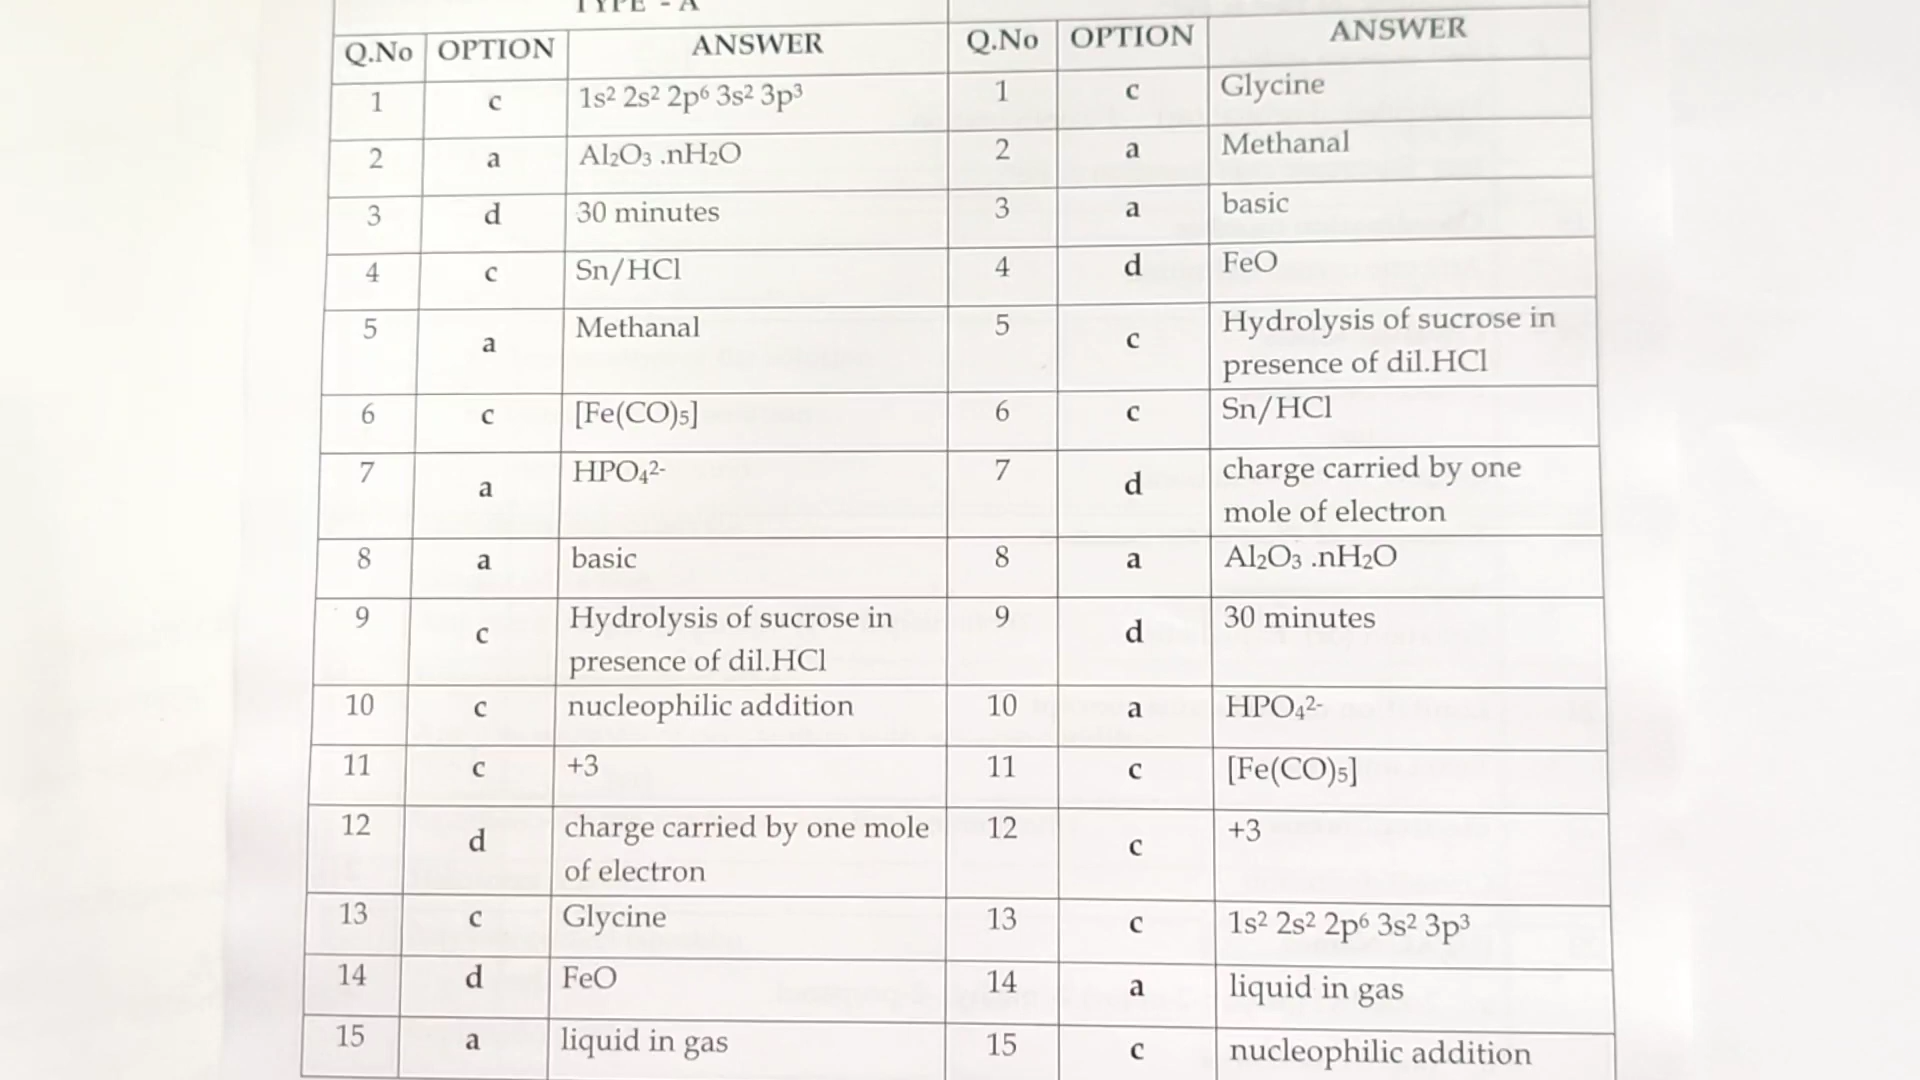 TYPE - A
Q.No OPTION ANSWER Q.No OPTION ANSWER
1 c 1s² 2s² 2p⁶ 3s² 3p³ 1 c Glycine
2 a Al₂O₃ .nH₂O 2 a Methanal
3 d 30 minutes 3 a basic
4 c Sn/HCl 4 d FeO
5 a Methanal 5 c Hydrolysis of sucrose in
presence of dil.HCl
6 c [Fe(CO)₅] 6 c Sn/HCl
7 a HPO₄²⁻ 7 d charge carried by one
mole of electron
8 a basic 8 a Al₂O₃ .nH₂O
9 c Hydrolysis of sucrose in 9 d 30 minutes
presence of dil.HCl
10 c nucleophilic addition 10 a HPO₄²⁻
11 c +3 11 c [Fe(CO)₅]
12 d charge carried by one mole 12 c +3
of electron
13 c Glycine 13 c 1s² 2s² 2p⁶ 3s² 3p³
14 d FeO 14 a liquid in gas
15 a liquid in gas 15 c nucleophilic addition